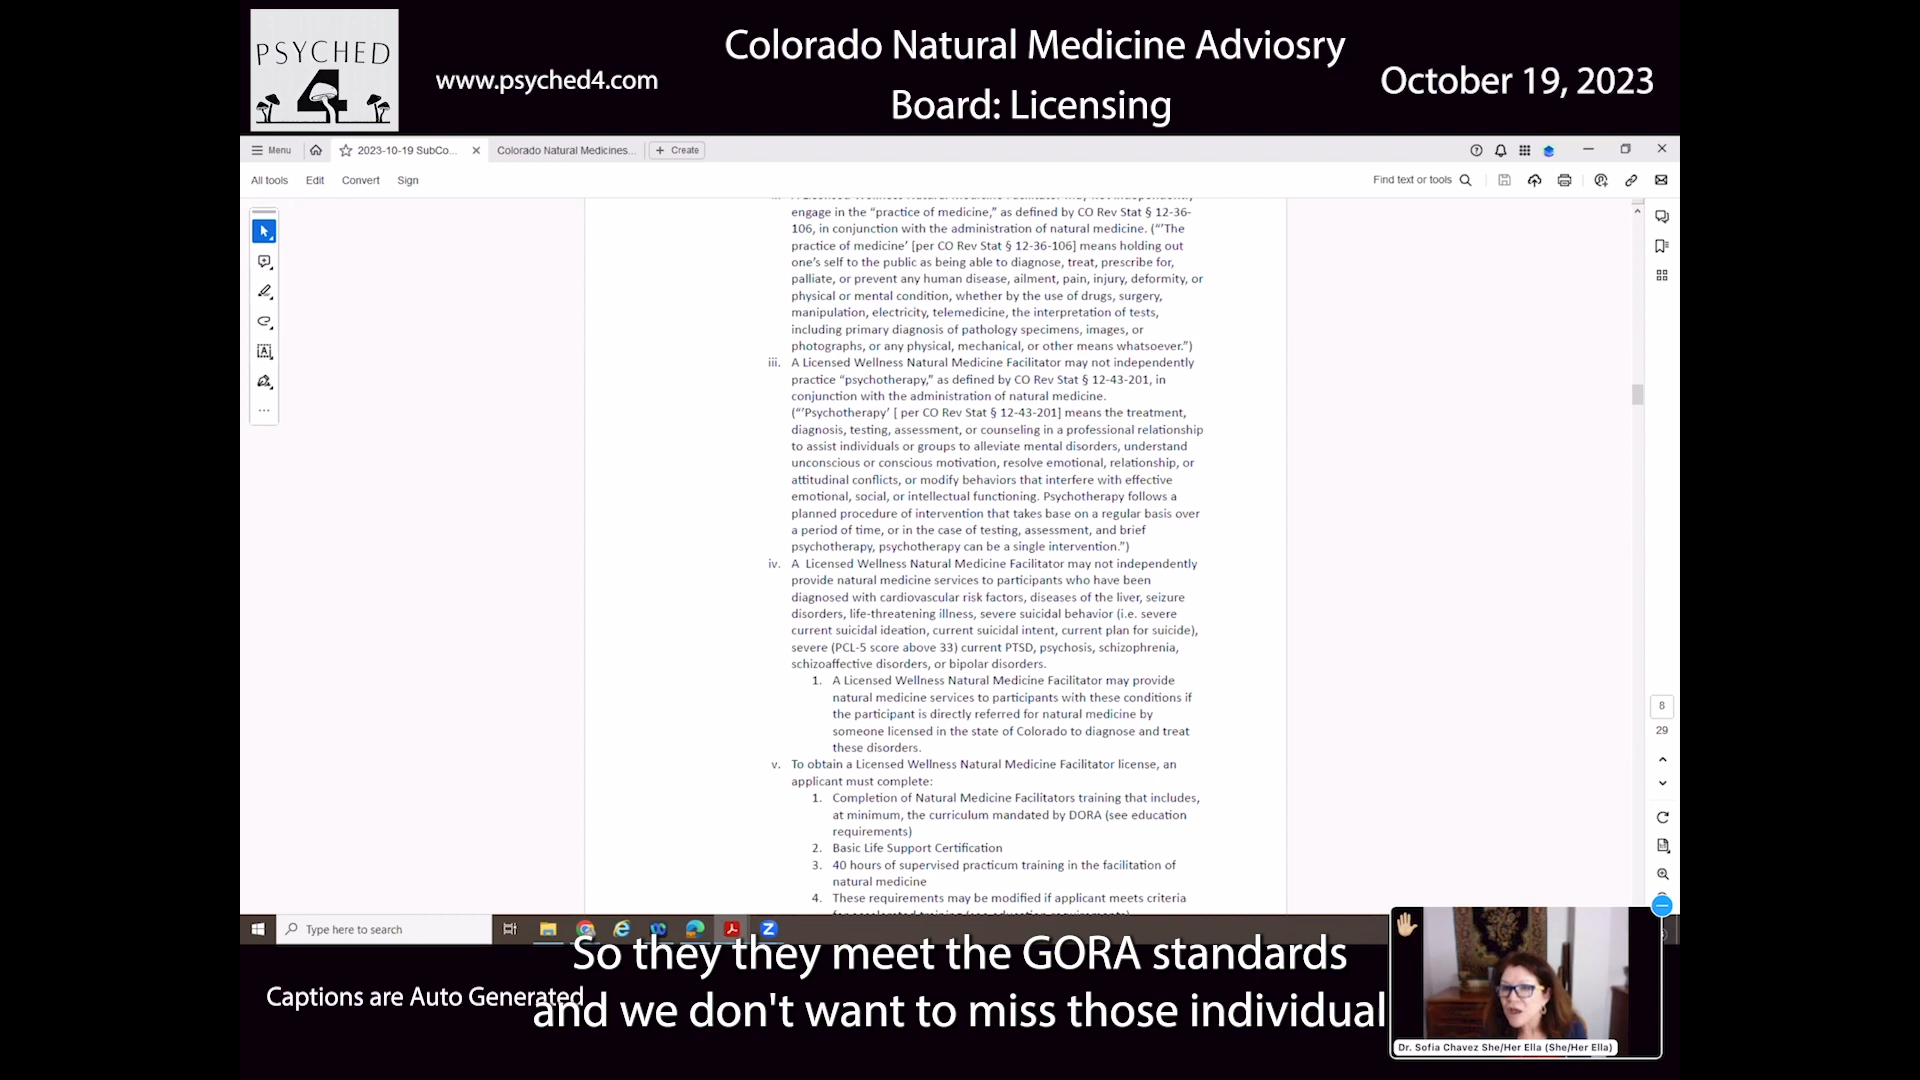 PSYCHED
4
www.psyched4.com
Colorado Natural Medicine Adviosry
Board: Licensing
October 19, 2023
Menu
2023-10-19 SubCo...
Colorado Natural Medicines...
+ Create
All tools
Edit
Convert
Sign
Find text or tools
engage in the “practice of medicine,” as defined by CO Rev Stat § 12-36-
106, in conjunction with the administration of natural medicine. (“‘The
practice of medicine’ [per CO Rev Stat § 12-36-106] means holding out
one’s self to the public as being able to diagnose, treat, prescribe for,
palliate, or prevent any human disease, ailment, pain, injury, deformity, or
physical or mental condition, whether by the use of drugs, surgery,
manipulation, electricity, telemedicine, the interpretation of tests,
including primary diagnosis of pathology specimens, images, or
photographs, or any physical, mechanical, or other means whatsoever.”)
iii. A Licensed Wellness Natural Medicine Facilitator may not independently
practice “psychotherapy,” as defined by CO Rev Stat § 12-43-201, in
conjunction with the administration of natural medicine.
(“‘Psychotherapy’ [ per CO Rev Stat § 12-43-201] means the treatment,
diagnosis, testing, assessment, or counseling in a professional relationship
to assist individuals or groups to alleviate mental disorders, understand
unconscious or conscious motivation, resolve emotional, relationship, or
attitudinal conflicts, or modify behaviors that interfere with effective
emotional, social, or intellectual functioning. Psychotherapy follows a
planned procedure of intervention that takes base on a regular basis over
a period of time, or in the case of testing, assessment, and brief
psychotherapy, psychotherapy can be a single intervention.”)
iv. A Licensed Wellness Natural Medicine Facilitator may not independently
provide natural medicine services to participants who have been
diagnosed with cardiovascular risk factors, diseases of the liver, seizure
disorders, life-threatening illness, severe suicidal behavior (i.e. severe
current suicidal ideation, current suicidal intent, current plan for suicide),
severe (PCL-5 score above 33) current PTSD, psychosis, schizophrenia,
schizoaffective disorders, or bipolar disorders.
1. A Licensed Wellness Natural Medicine Facilitator may provide
natural medicine services to participants with these conditions if
the participant is directly referred for natural medicine by
someone licensed in the state of Colorado to diagnose and treat
these disorders.
v. To obtain a Licensed Wellness Natural Medicine Facilitator license, an
applicant must complete:
1. Completion of Natural Medicine Facilitators training that includes,
at minimum, the curriculum mandated by DORA (see education
requirements)
2. Basic Life Support Certification
3. 40 hours of supervised practicum training in the facilitation of
natural medicine
4. These requirements may be modified if applicant meets criteria
8
29
Type here to search
So they they meet the GORA standards
and we don't want to miss those individual
Captions are Auto Generated
Dr. Sofia Chavez She/Her Ella (She/Her Ella)